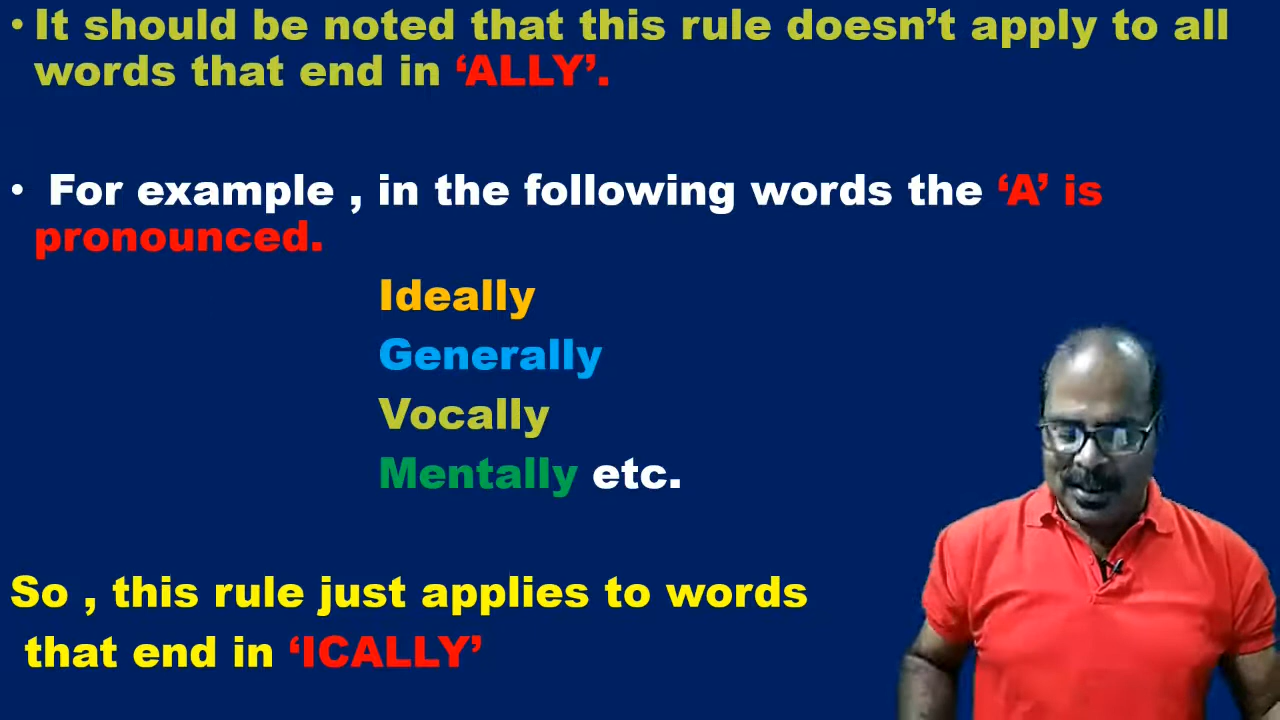 • It should be noted that this rule doesn’t apply to all
words that end in ‘ALLY’.
• For example , in the following words the ‘A’ is
pronounced.
Ideally
Generally
Vocally
Mentally etc.
So , this rule just applies to words
that end in ‘ICALLY’